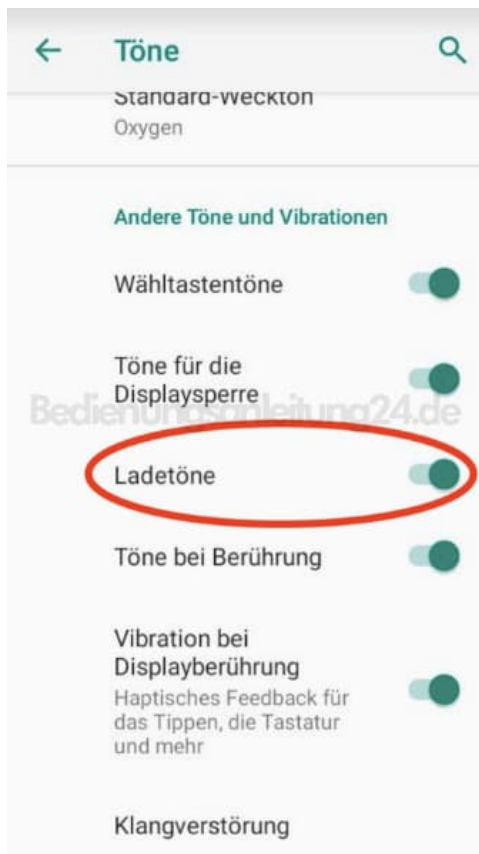 Töne
Standard-Weckton
Oxygen
Andere Töne und Vibrationen
Wähltastentöne
Töne für die
Displaysperre
Bedienungsanleitung24.de
Ladetöne
Töne bei Berührung
Vibration bei
Displayberührung
Haptisches Feedback für
das Tippen, die Tastatur
und mehr
Klangverstörung